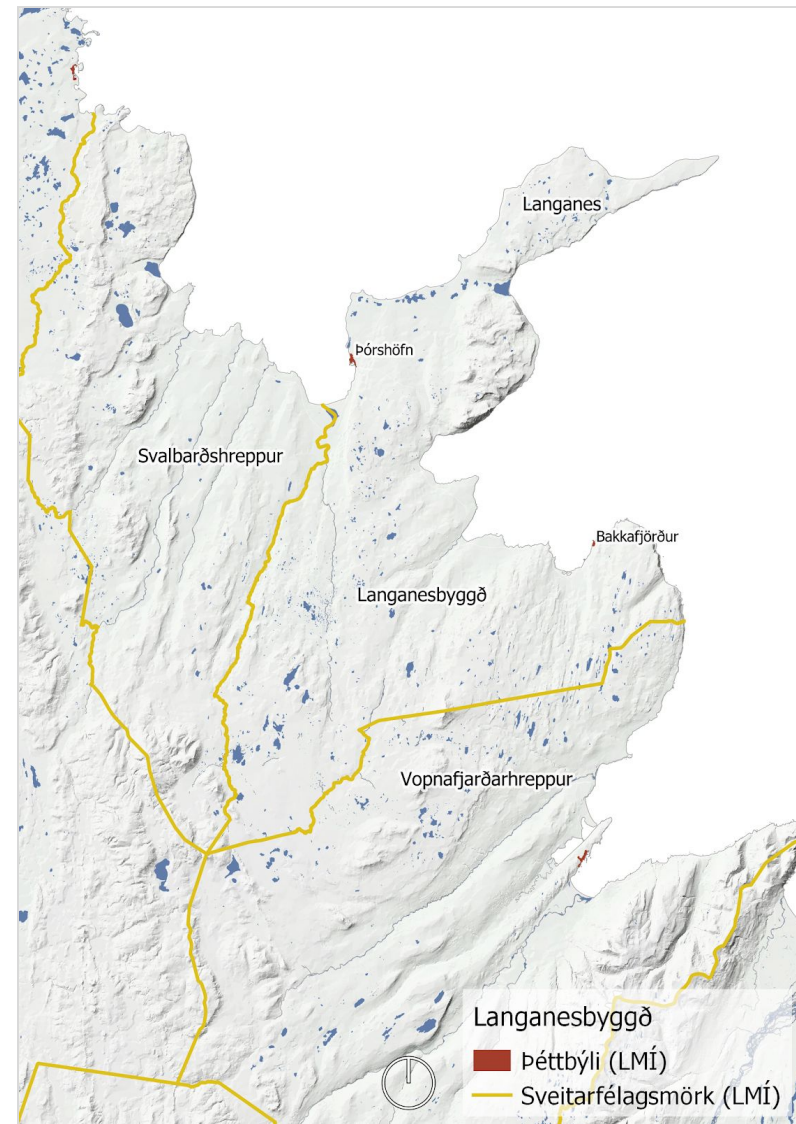 Langanes
Þórshöfn
Svalbarðshreppur
Bakkafjörður
Langanesbyggð
Vopnafjarðarhreppur
Langanesbyggð
Þéttbýli (LMÍ)
Sveitarfélagsmörk (LMÍ)